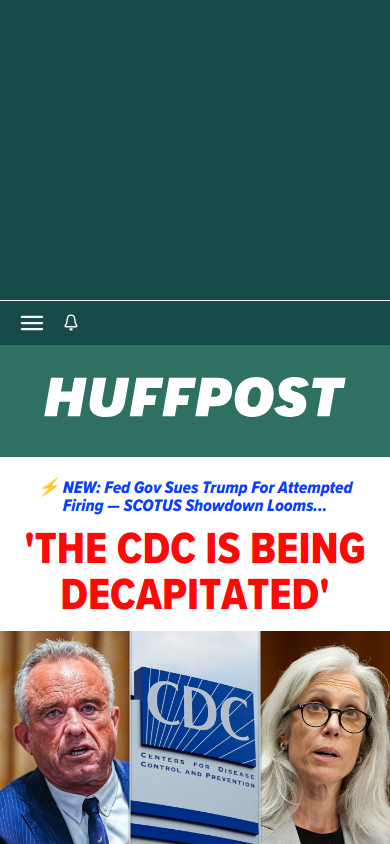 HUFFPOST
⚡ NEW: Fed Gov Sues Trump For Attempted
Firing — SCOTUS Showdown Looms...
'THE CDC IS BEING
DECAPITATED'
CDC
CENTERS FOR DISEASE
CONTROL AND PREVENTION